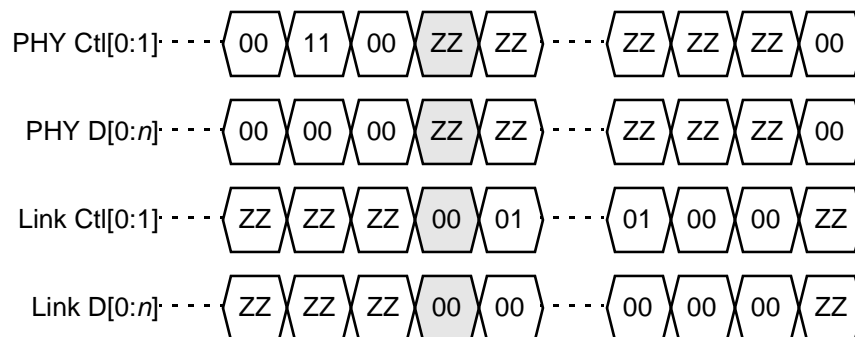 PHY Ctl[0:1] 00 11 00 ZZ ZZ ZZ ZZ ZZ 00
PHY D[0:n] 00 00 00 ZZ ZZ ZZ ZZ ZZ 00
Link Ctl[0:1] ZZ ZZ ZZ 00 01 01 00 00 ZZ
Link D[0:n] ZZ ZZ ZZ 00 00 00 00 00 ZZ